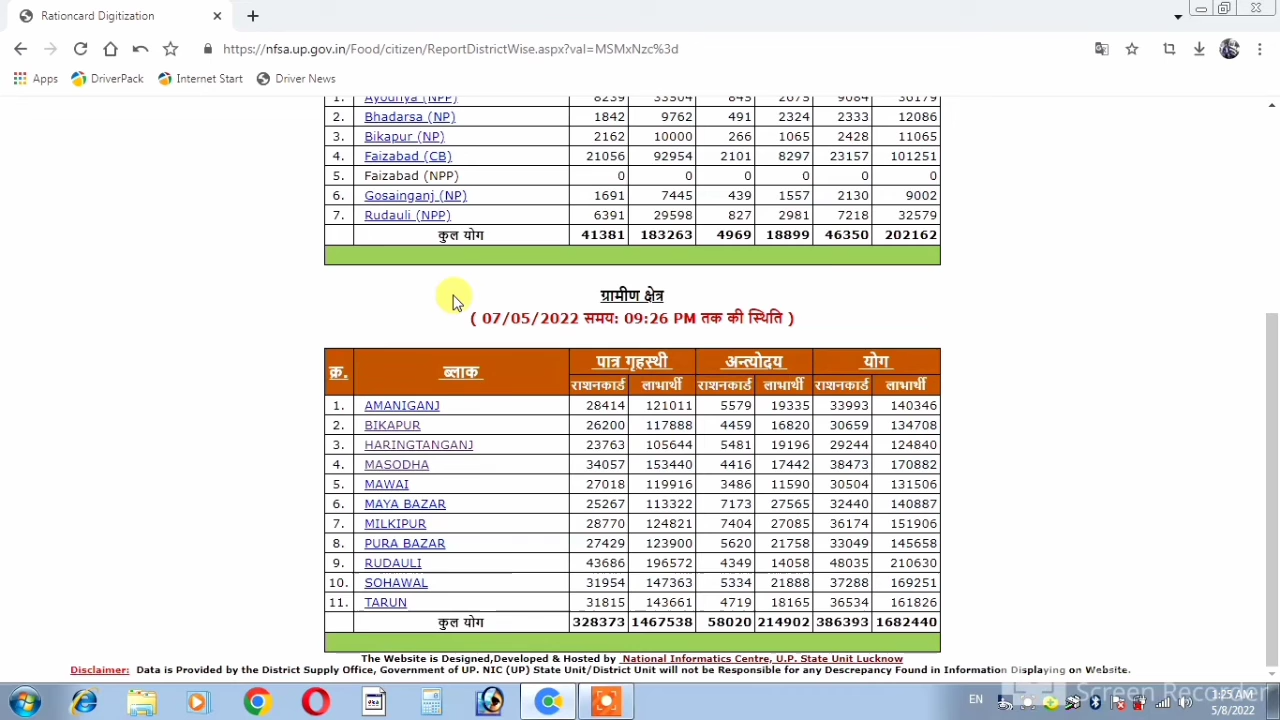 Rationcard Digitization
https://nfsa.up.gov.in/Food/citizen/ReportDistrictWise.aspx?val=MSMxNzc%3d
Apps DriverPack Internet Start Driver News
1. Ayodhya (NPP) 8239 33504 845 2675 9084 36179
2. Bhadarsa (NP) 1842 9762 491 2324 2333 12086
3. Bikapur (NP) 2162 10000 266 1065 2428 11065
4. Faizabad (CB) 21056 92954 2101 8297 23157 101251
5. Faizabad (NPP) 0 0 0 0 0 0
6. Gosainganj (NP) 1691 7445 439 1557 2130 9002
7. Rudauli (NPP) 6391 29598 827 2981 7218 32579
कुल योग 41381 183263 4969 18899 46350 202162
ग्रामीण क्षेत्र
( 07/05/2022 समय: 09:26 PM तक की स्थिति )
क्र. ब्लाक पात्र गृहस्थी अन्त्योदय योग
राशनकार्ड लाभार्थी राशनकार्ड लाभार्थी राशनकार्ड लाभार्थी
1. AMANIGANJ 28414 121011 5579 19335 33993 140346
2. BIKAPUR 26200 117888 4459 16820 30659 134708
3. HARINGTANGANJ 23763 105644 5481 19196 29244 124840
4. MASODHA 34057 153440 4416 17442 38473 170882
5. MAWAI 27018 119916 3486 11590 30504 131506
6. MAYA BAZAR 25267 113322 7173 27565 32440 140887
7. MILKIPUR 28770 124821 7404 27085 36174 151906
8. PURA BAZAR 27429 123900 5620 21758 33049 145658
9. RUDAULI 43686 196572 4349 14058 48035 210630
10. SOHAWAL 31954 147363 5334 21888 37288 169251
11. TARUN 31815 143661 4719 18165 36534 161826
कुल योग 328373 1467538 58020 214902 386393 1682440
The Website is Designed,Developed & Hosted by National Informatics Centre, U.P. State Unit Lucknow
Disclaimer: Data is Provided by the District Supply Office, Government of UP. NIC (UP) State Unit/District Unit will not be Responsible for any Descrepancy Found in Information Displaying on Website.
EN 1:25 AM
Screen Recorder
5/8/2022